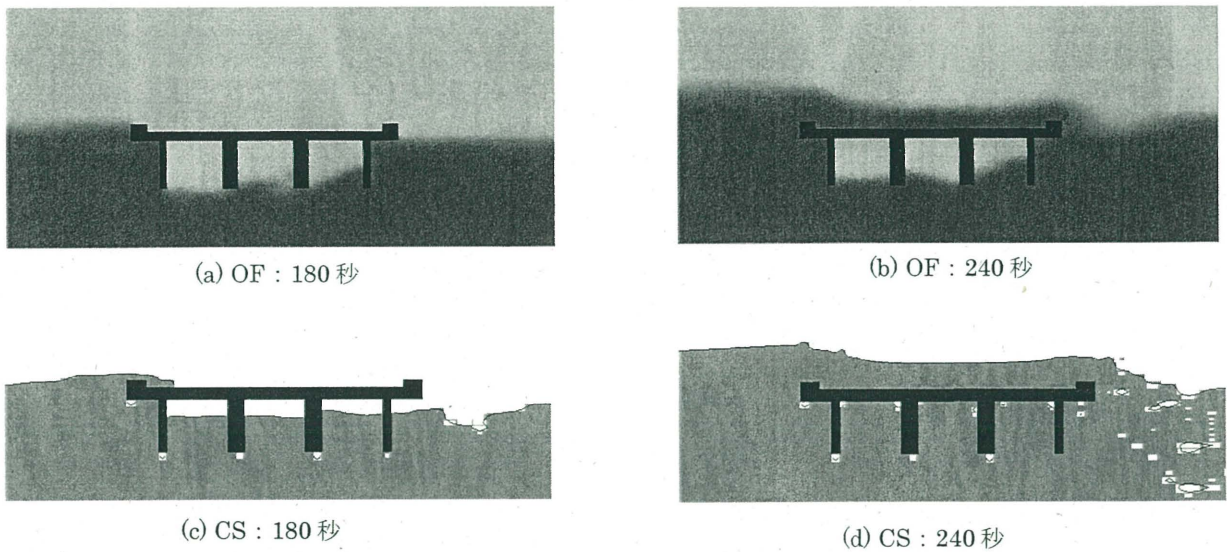 (a) OF : 180 秒
(b) OF : 240 秒
(c) CS : 180 秒
(d) CS : 240 秒